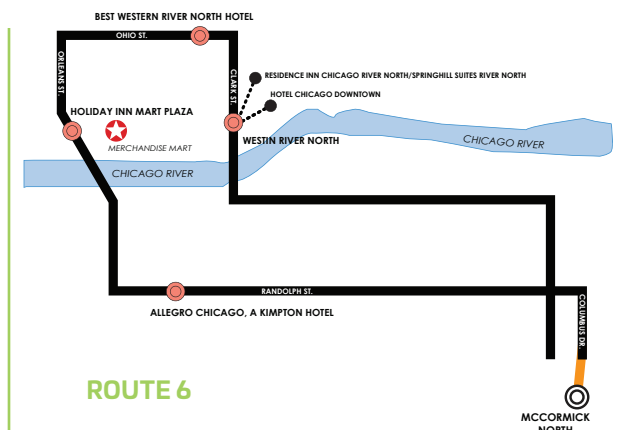 BEST WESTERN RIVER NORTH HOTEL
OHIO ST.
ORLEANS ST.
CLARK ST.
RESIDENCE INN CHICAGO RIVER NORTH/SPRINGHILL SUITES RIVER NORTH
HOTEL CHICAGO DOWNTOWN
HOLIDAY INN MART PLAZA
MERCHANDISE MART
WESTIN RIVER NORTH
CHICAGO RIVER
CHICAGO RIVER
RANDOLPH ST.
COLUMBUS DR.
ALLEGRO CHICAGO, A KIMPTON HOTEL
ROUTE 6
MCCORMICK
NORTH